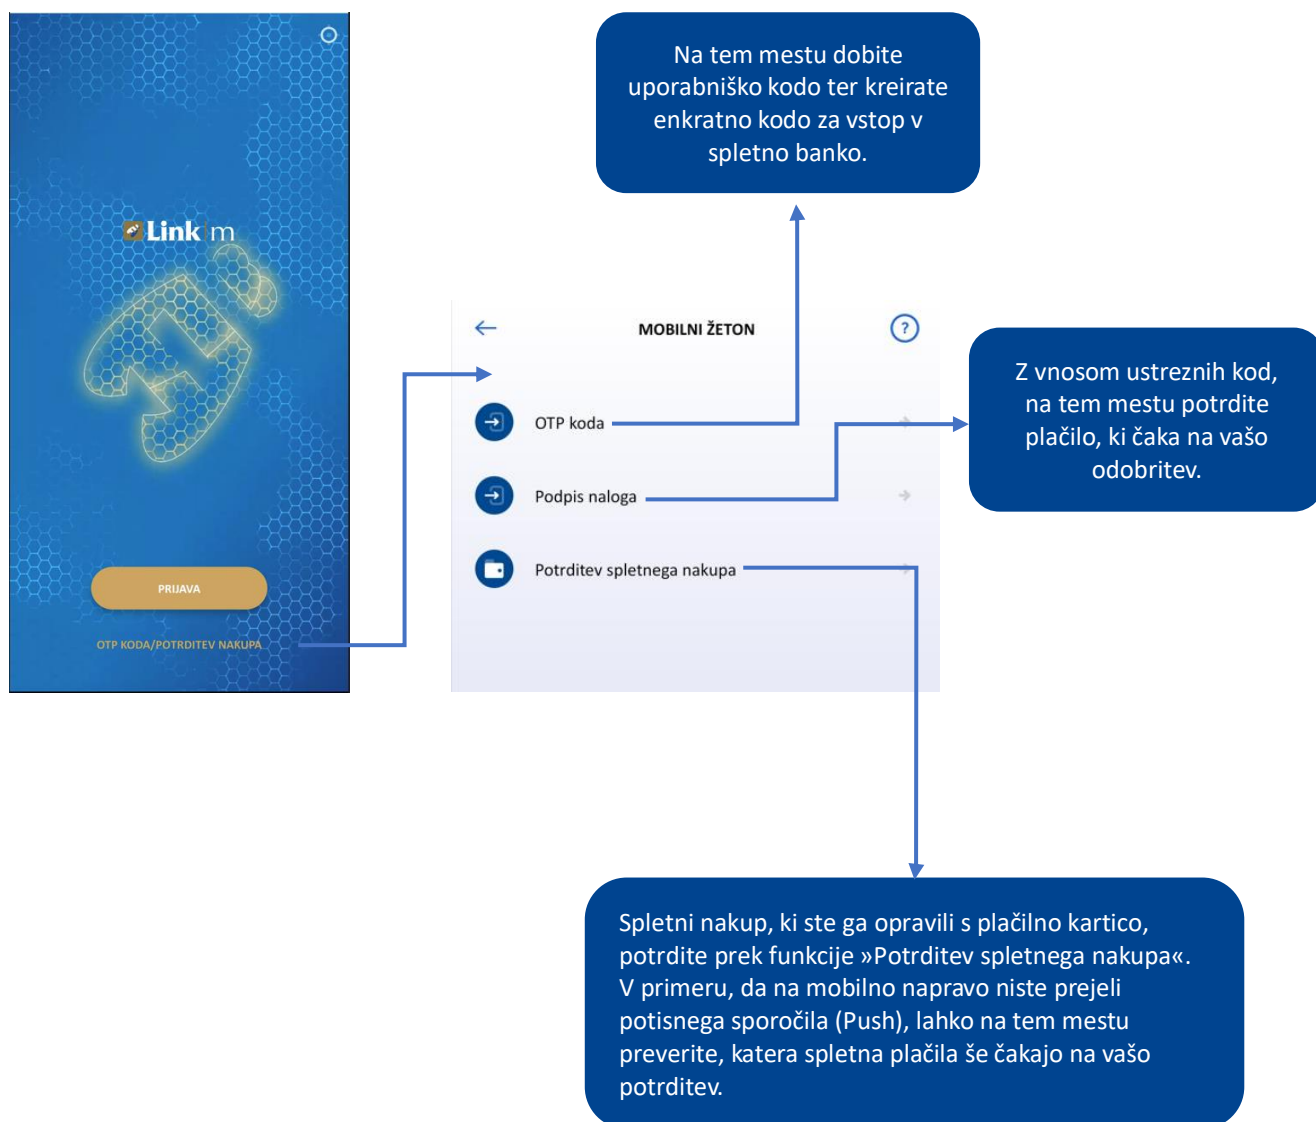 Na tem mestu dobite
uporabniško kodo ter kreirate
enkratno kodo za vstop v
spletno banko.
Link m
MOBILNI ŽETON
?
OTP koda
Podpis naloga
Potrditev spletnega nakupa
Z vnosom ustreznih kod,
na tem mestu potrdite
plačilo, ki čaka na vašo
odobritev.
PRIJAVA
OTP KODA/POTRDITEV NAKUPA
Spletni nakup, ki ste ga opravili s plačilno kartico,
potrdite prek funkcije »Potrditev spletnega nakupa«.
V primeru, da na mobilno napravo niste prejeli
potisnega sporočila (Push), lahko na tem mestu
preverite, katera spletna plačila še čakajo na vašo
potrditev.